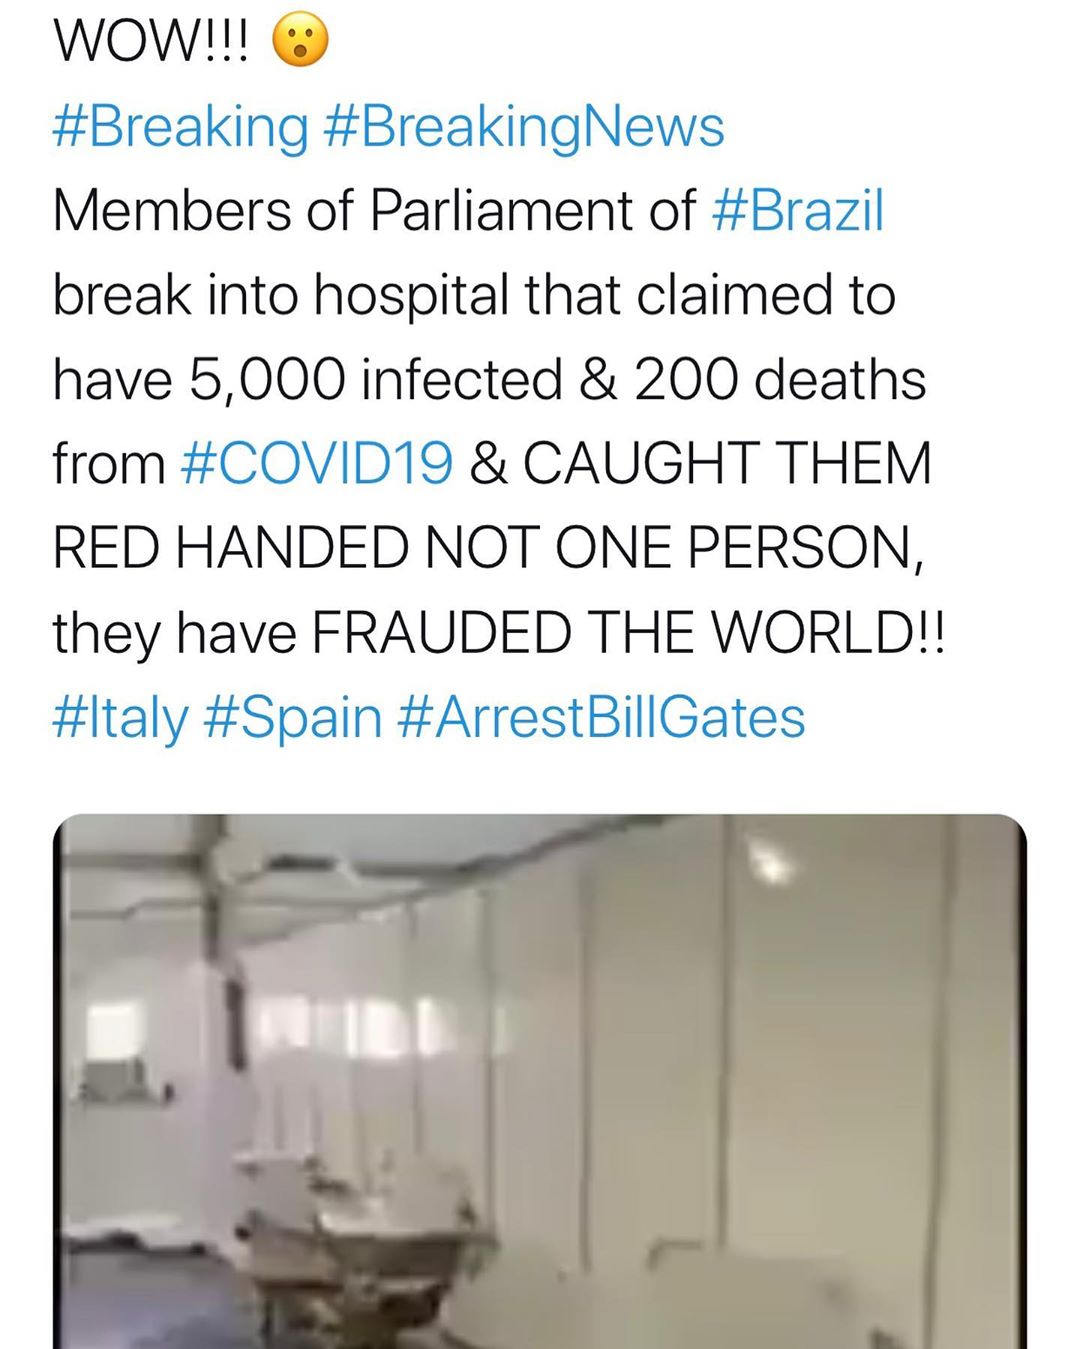 WOW!!! 😮
#Breaking #BreakingNews
Members of Parliament of #Brazil
break into hospital that claimed to
have 5,000 infected & 200 deaths
from #COVID19 & CAUGHT THEM
RED HANDED NOT ONE PERSON,
they have FRAUDED THE WORLD!!
#Italy #Spain #ArrestBillGates